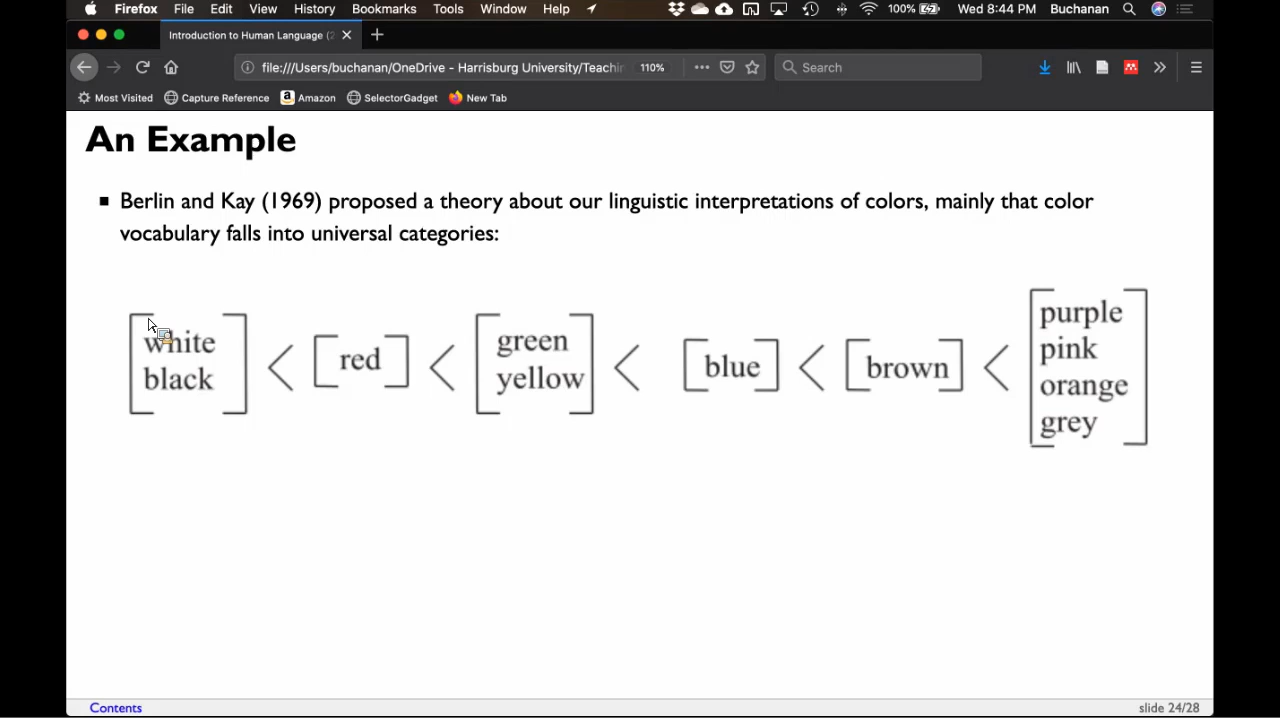 Firefox File Edit View History Bookmarks Tools Window Help 100% Wed 8:44 PM Buchanan
Introduction to Human Language (
file:///Users/buchanan/OneDrive - Harrisburg University/Teachin 110% Search
Most Visited Capture Reference Amazon SelectorGadget New Tab
An Example
▪ Berlin and Kay (1969) proposed a theory about our linguistic interpretations of colors, mainly that color
vocabulary falls into universal categories:
white
black
<
red
<
green
yellow
<
blue
<
brown
<
purple
pink
orange
grey
Contents
slide 24/28